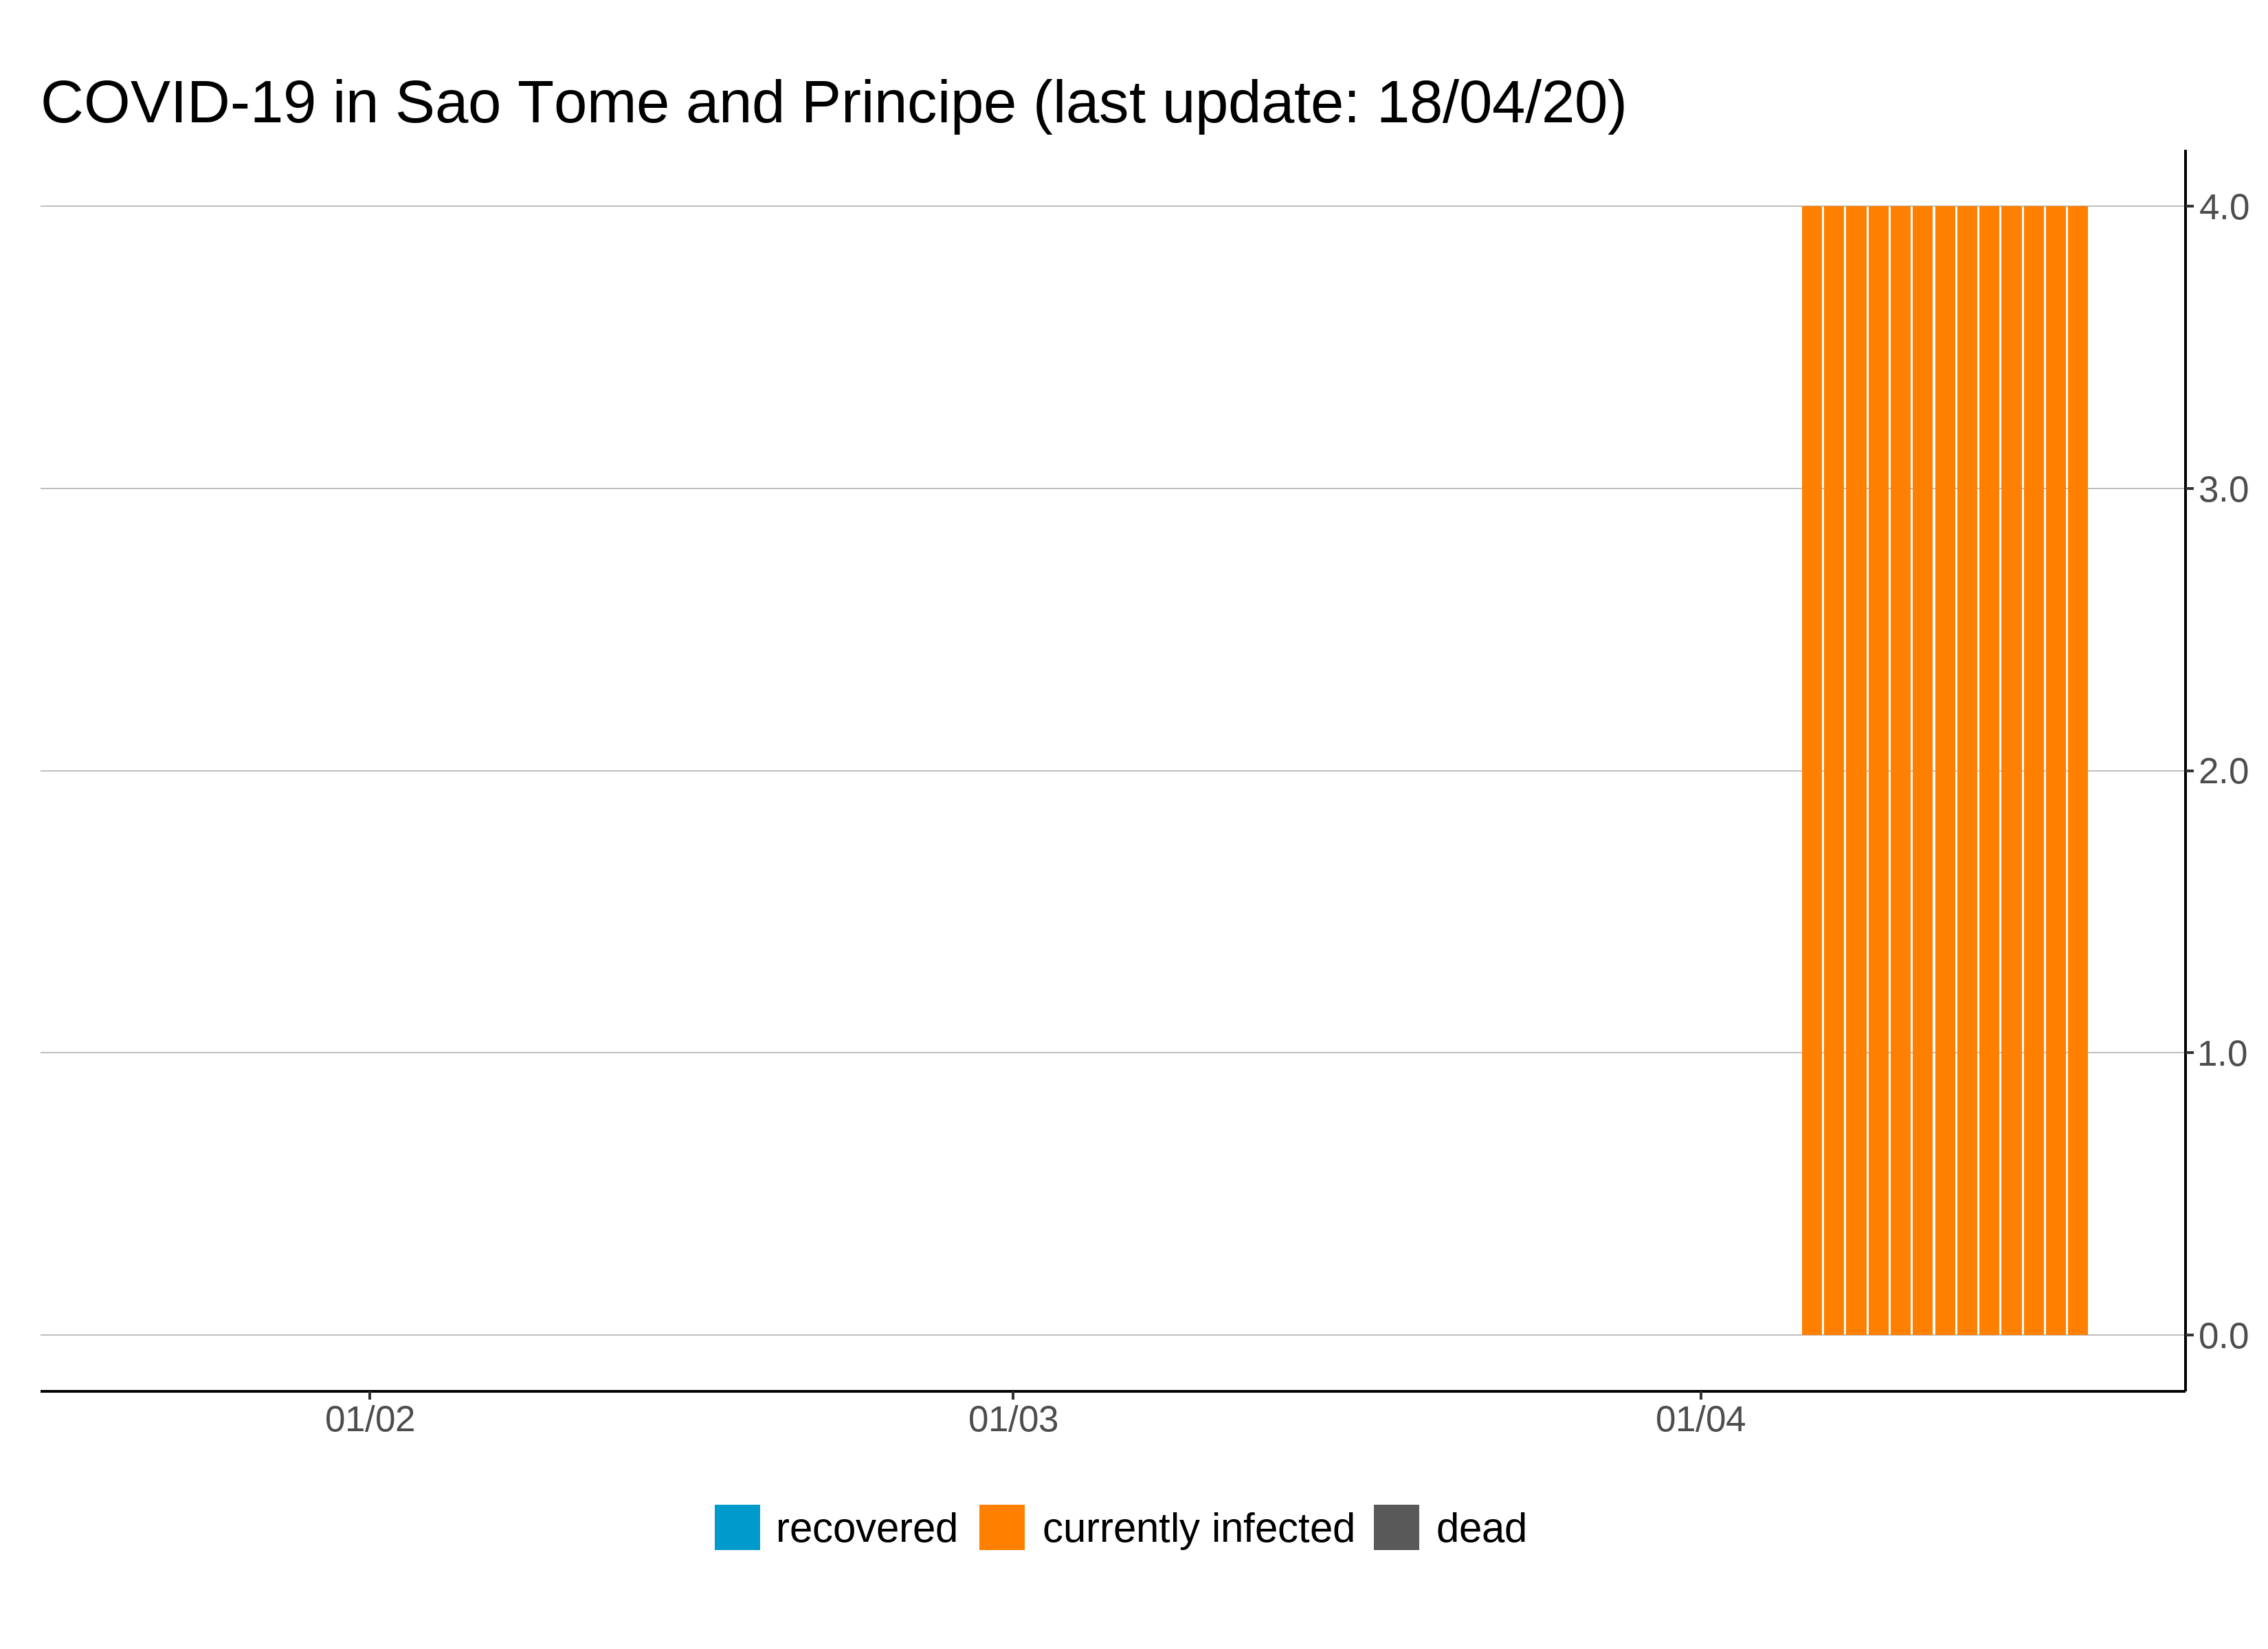 COVID-19 in Sao Tome and Principe (last update: 18/04/20)
4.0
3.0
2.0
1.0
0.0
01/02 01/03 01/04
recovered currently infected dead